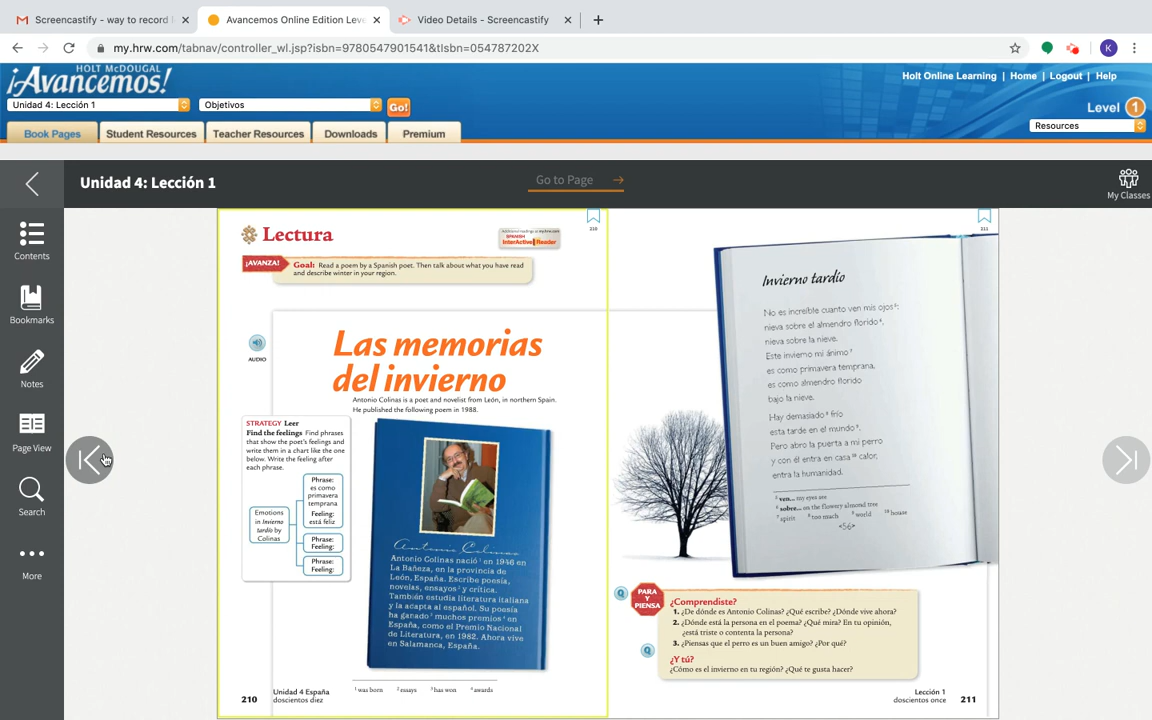 Screencastify - way to record
Avancemos Online Edition Leve
Video Details - Screencastify
my.hrw.com/tabnav/controller_wl.jsp?isbn=9780547901541&tlsbn=054787202X
K
HOLT McDOUGAL
¡Avancemos!
Holt Online Learning | Home | Logout | Help
Unidad 4: Lección 1
Objetivos
Go!
Level 1
Resources
Book Pages
Student Resources
Teacher Resources
Downloads
Premium
Unidad 4: Lección 1
Go to Page
My Classes
Contents
Bookmarks
Notes
Page View
Search
More
210
Lectura
SPANISH
InterActive Reader
¡AVANZA!
Goal: Read a poem by a Spanish poet. Then talk about what you have read
and describe winter in your region.
AUDIO
Las memorias
del invierno
Antonio Colinas is a poet and novelist from León, in northern Spain.
He published the following poem in 1988.
STRATEGY Leer
Find the feelings Find phrases
that show the poet's feelings and
write them in a chart like the one
below. Write the feeling after
each phrase.
Emotions
in Invierno
tardío by
Colinas
Phrase:
es como
primavera
temprana
Feeling:
está feliz
Phrase:
Feeling:
Phrase:
Feeling:
Antonio Colinas
Antonio Colinas nació¹ en 1946 en
La Bañeza, en la provincia de
León, España. Escribe poesía,
novelas, ensayos² y crítica.
También estudia literatura italiana
y la adapta al español. Su poesía
ha ganado³ muchos premios⁴ en
España, como el Premio Nacional
de Literatura, en 1982. Ahora vive
en Salamanca, España.
¹ was born ² essays ³ has won ⁴ awards
210
Unidad 4 España
doscientos diez
211
Invierno tardío
No es increíble cuanto ven mis ojos⁵:
nieva sobre el almendro florido⁶,
nieva sobre la nieve.
Este invierno mi ánimo⁷
es como primavera temprana,
es como almendro florido
bajo la nieve.
Hay demasiado⁸ frío
esta tarde en el mundo⁹.
Pero abro la puerta a mi perro
y con él entra en casa¹⁰ calor,
entra la humanidad.
⁵ ven... my eyes see
⁶ sobre... on the flowery almond tree
⁷ spirit ⁸ too much ⁹ world ¹⁰ house
<56>
Q
PARA
Y
PIENSA
¿Comprendiste?
1. ¿De dónde es Antonio Colinas? ¿Qué escribe? ¿Dónde vive ahora?
2. ¿Dónde está la persona en el poema? ¿Qué mira? En tu opinión,
¿está triste o contenta la persona?
3. ¿Piensas que el perro es un buen amigo? ¿Por qué?
Q
¿Y tú?
¿Cómo es el invierno en tu región? ¿Qué te gusta hacer?
Lección 1
doscientos once
211